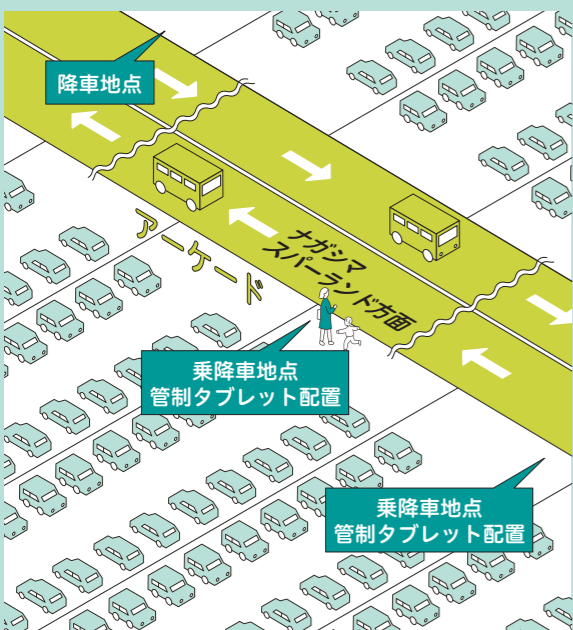 降車地点
アーケード
ナガシマ
スパーランド方面
乗降車地点
管制タブレット配置
乗降車地点
管制タブレット配置